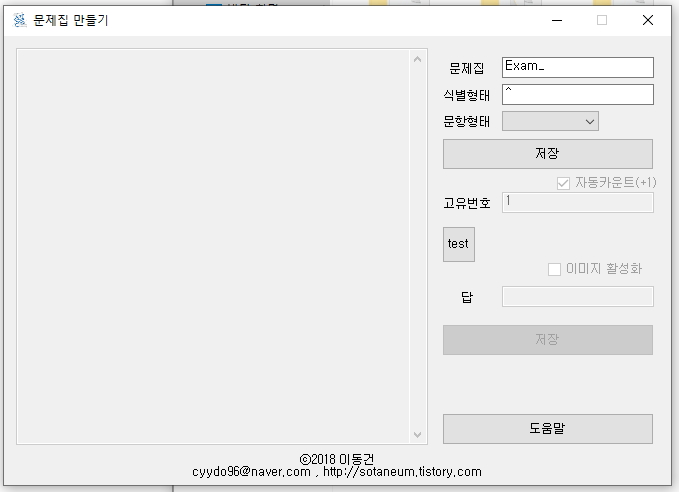 문제집 만들기
문제집 Exam_
식별형태 ^
문항형태
저장
자동카운트(+1)
고유번호 1
test
이미지 활성화
답
저장
도움말
ⓒ2018 이동건
cyydo96@naver.com , http://sotaneum.tistory.com